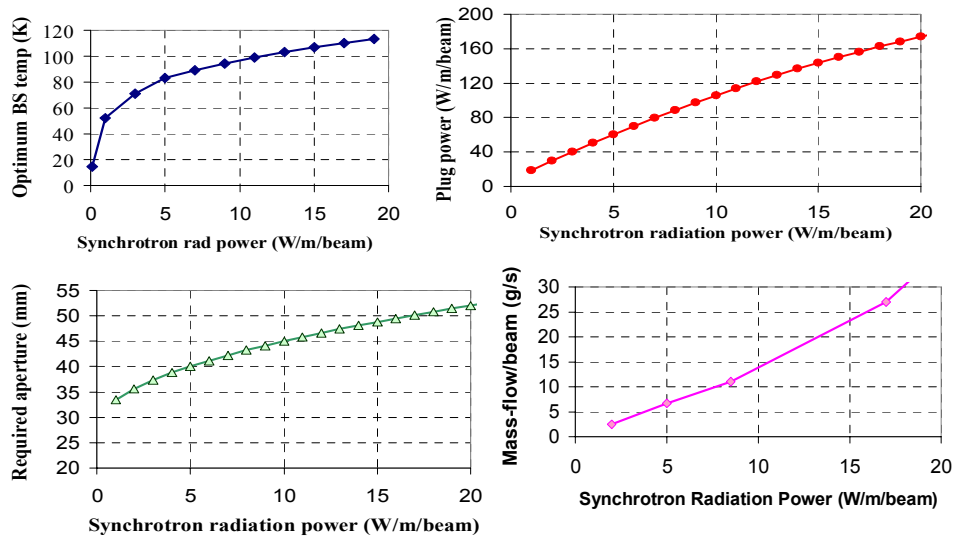 Optimum BS temp (K)
120
100
80
60
40
20
0
0 5 10 15 20
Synchrotron rad power (W/m/beam)
Plug power (W/m/beam)
200
160
120
80
40
0
0 5 10 15 20
Synchrotron radiation power (W/m/beam)
Required aperture (mm)
55
50
45
40
35
30
25
20
0 5 10 15 20
Synchrotron radiation power (W/m/beam)
Mass-flow/beam (g/s)
30
25
20
15
10
5
0
0 5 10 15 20
Synchrotron Radiation Power (W/m/beam)